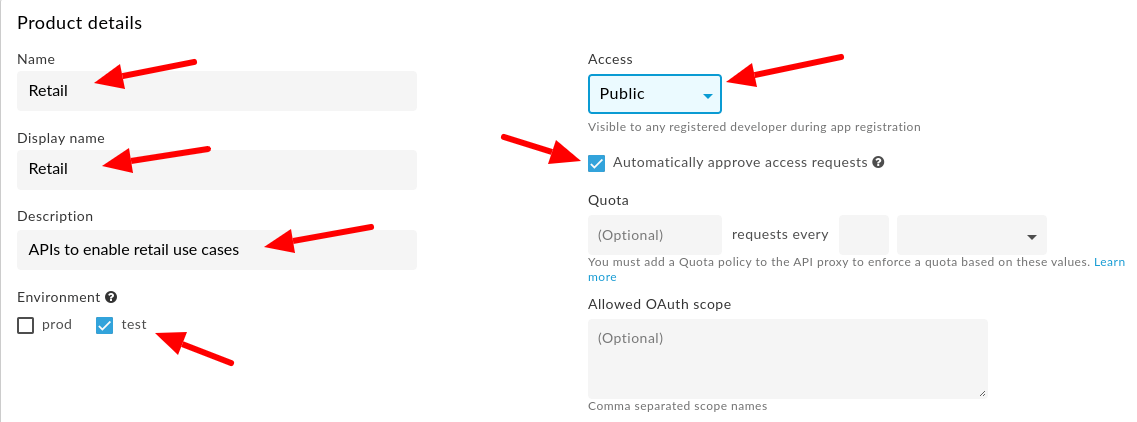 Product details
Name
Retail
Display name
Retail
Description
APIs to enable retail use cases
Environment ?
prod test
Access
Public
Visible to any registered developer during app registration
Automatically approve access requests ?
Quota
(Optional) requests every
You must add a Quota policy to the API proxy to enforce a quota based on these values. Learn
more
Allowed OAuth scope
(Optional)
Comma separated scope names